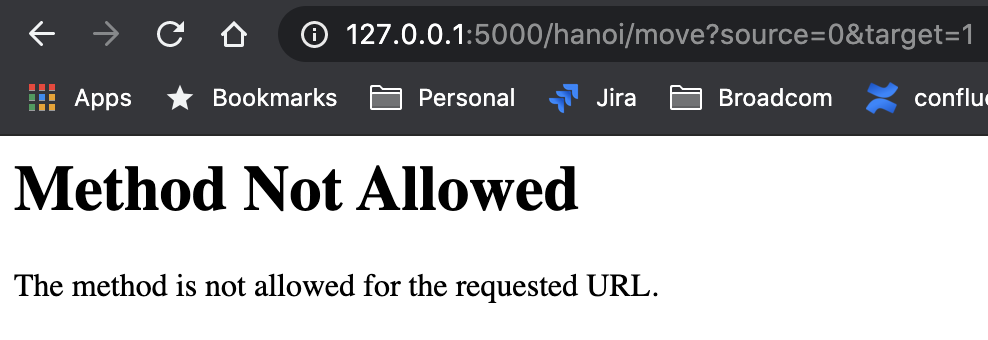 127.0.0.1:5000/hanoi/move?source=0&target=1
Apps Bookmarks Personal Jira Broadcom conflue
Method Not Allowed
The method is not allowed for the requested URL.